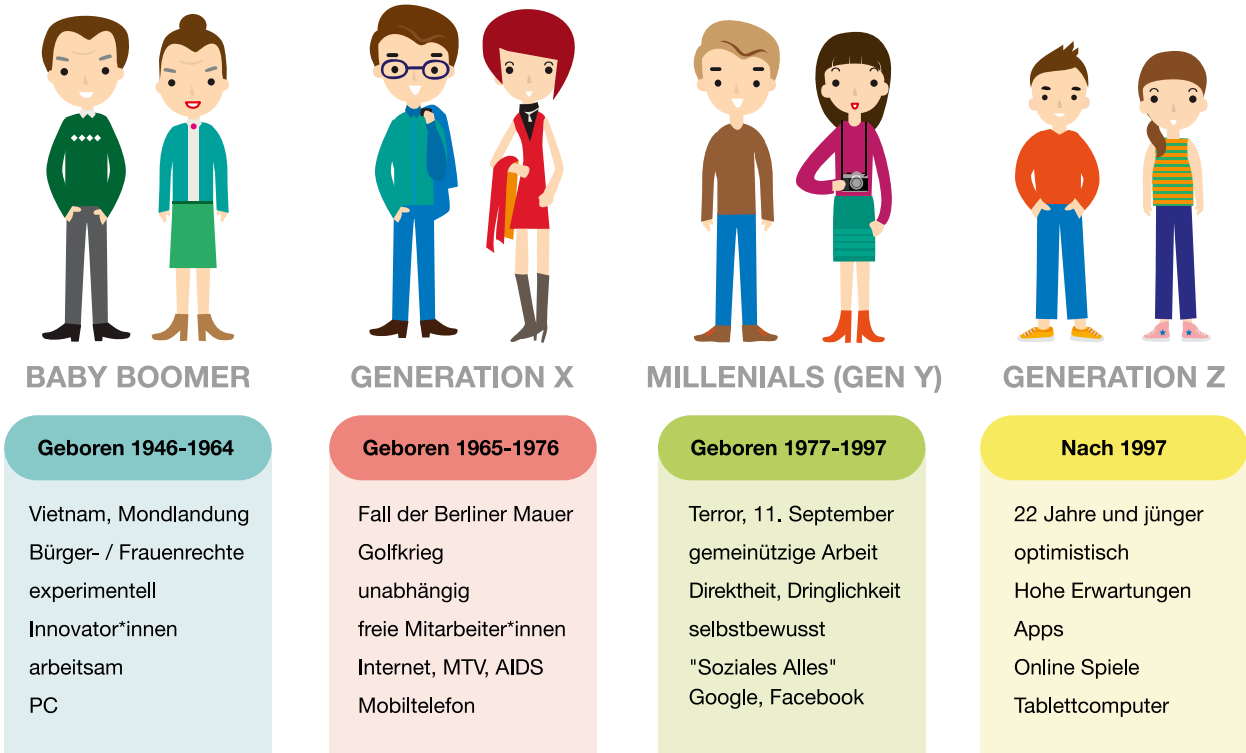 BABY BOOMER
Geboren 1946-1964
Vietnam, Mondlandung
Bürger- / Frauenrechte
experimentell
Innovator*innen
arbeitsam
PC
GENERATION X
Geboren 1965-1976
Fall der Berliner Mauer
Golfkrieg
unabhängig
freie Mitarbeiter*innen
Internet, MTV, AIDS
Mobiltelefon
MILLENIALS (GEN Y)
Geboren 1977-1997
Terror, 11. September
gemeinützige Arbeit
Direktheit, Dringlichkeit
selbstbewusst
"Soziales Alles"
Google, Facebook
GENERATION Z
Nach 1997
22 Jahre und jünger
optimistisch
Hohe Erwartungen
Apps
Online Spiele
Tablettcomputer